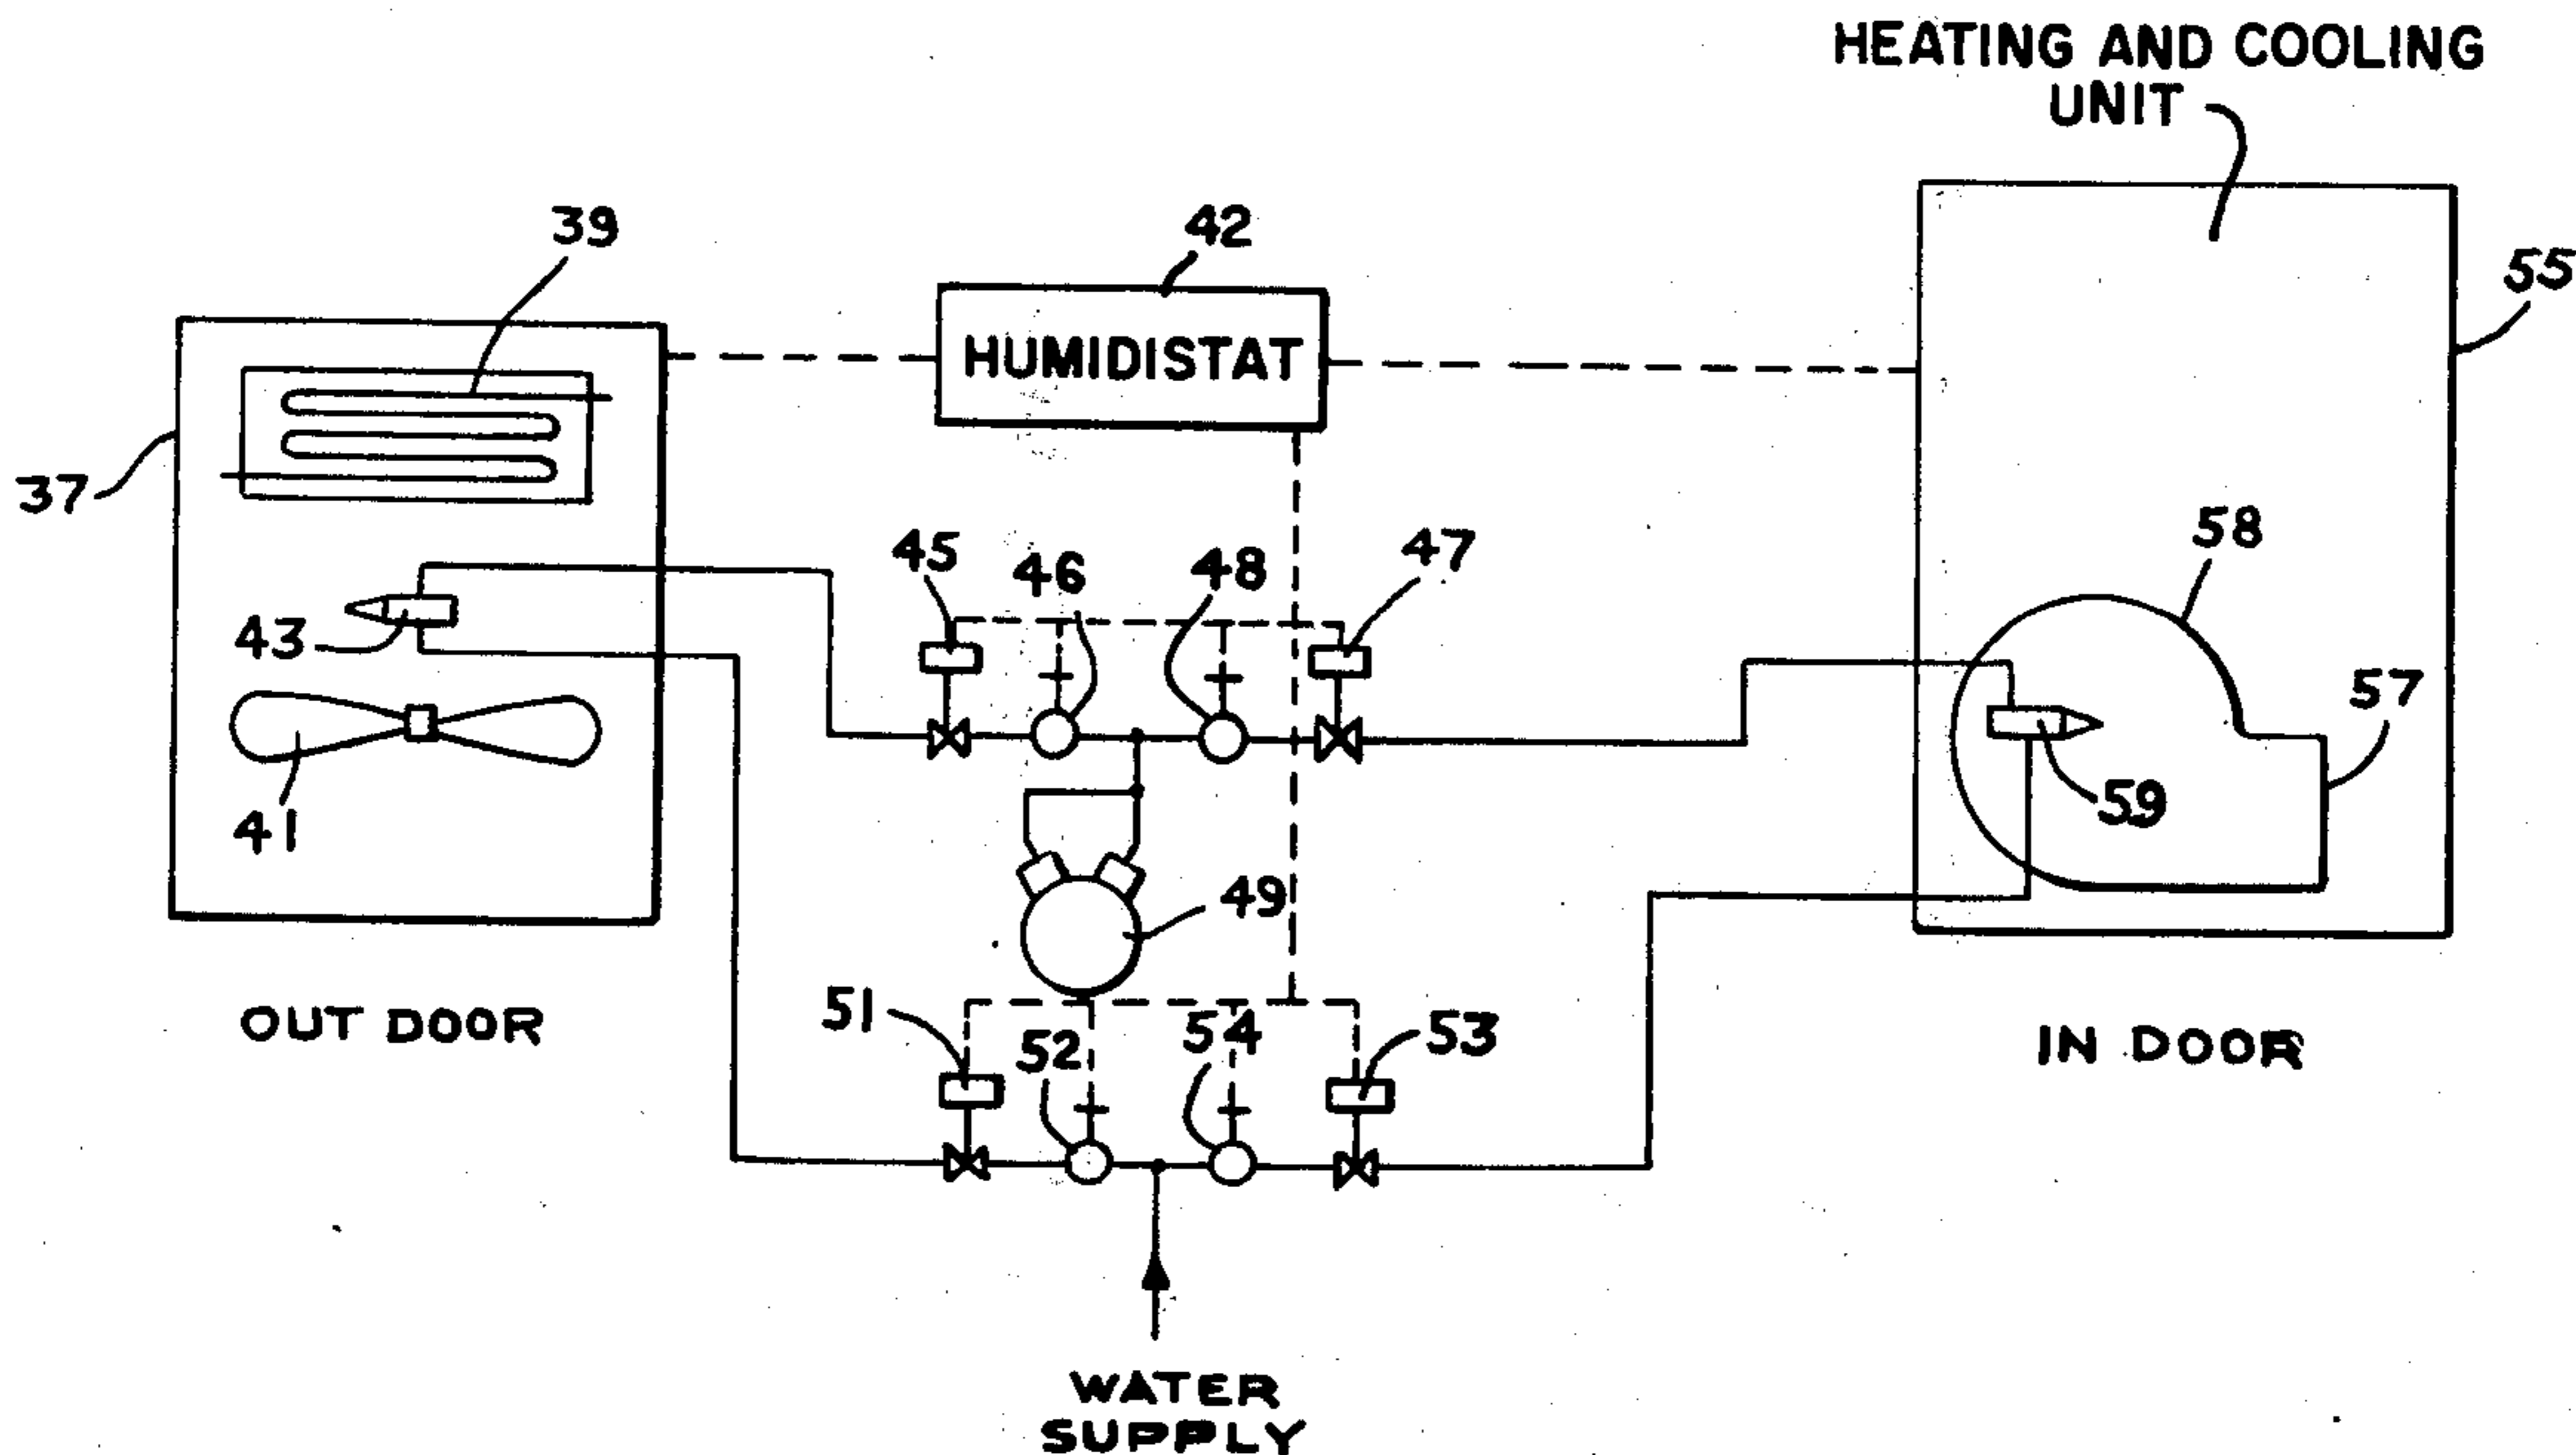 HEATING AND COOLING
UNIT
39
42
HUMIDISTAT
55
37
45
46
48
47
58
43
57
41
59
49
51
52
54
53
OUT DOOR
IN DOOR
WATER
SUPPLY